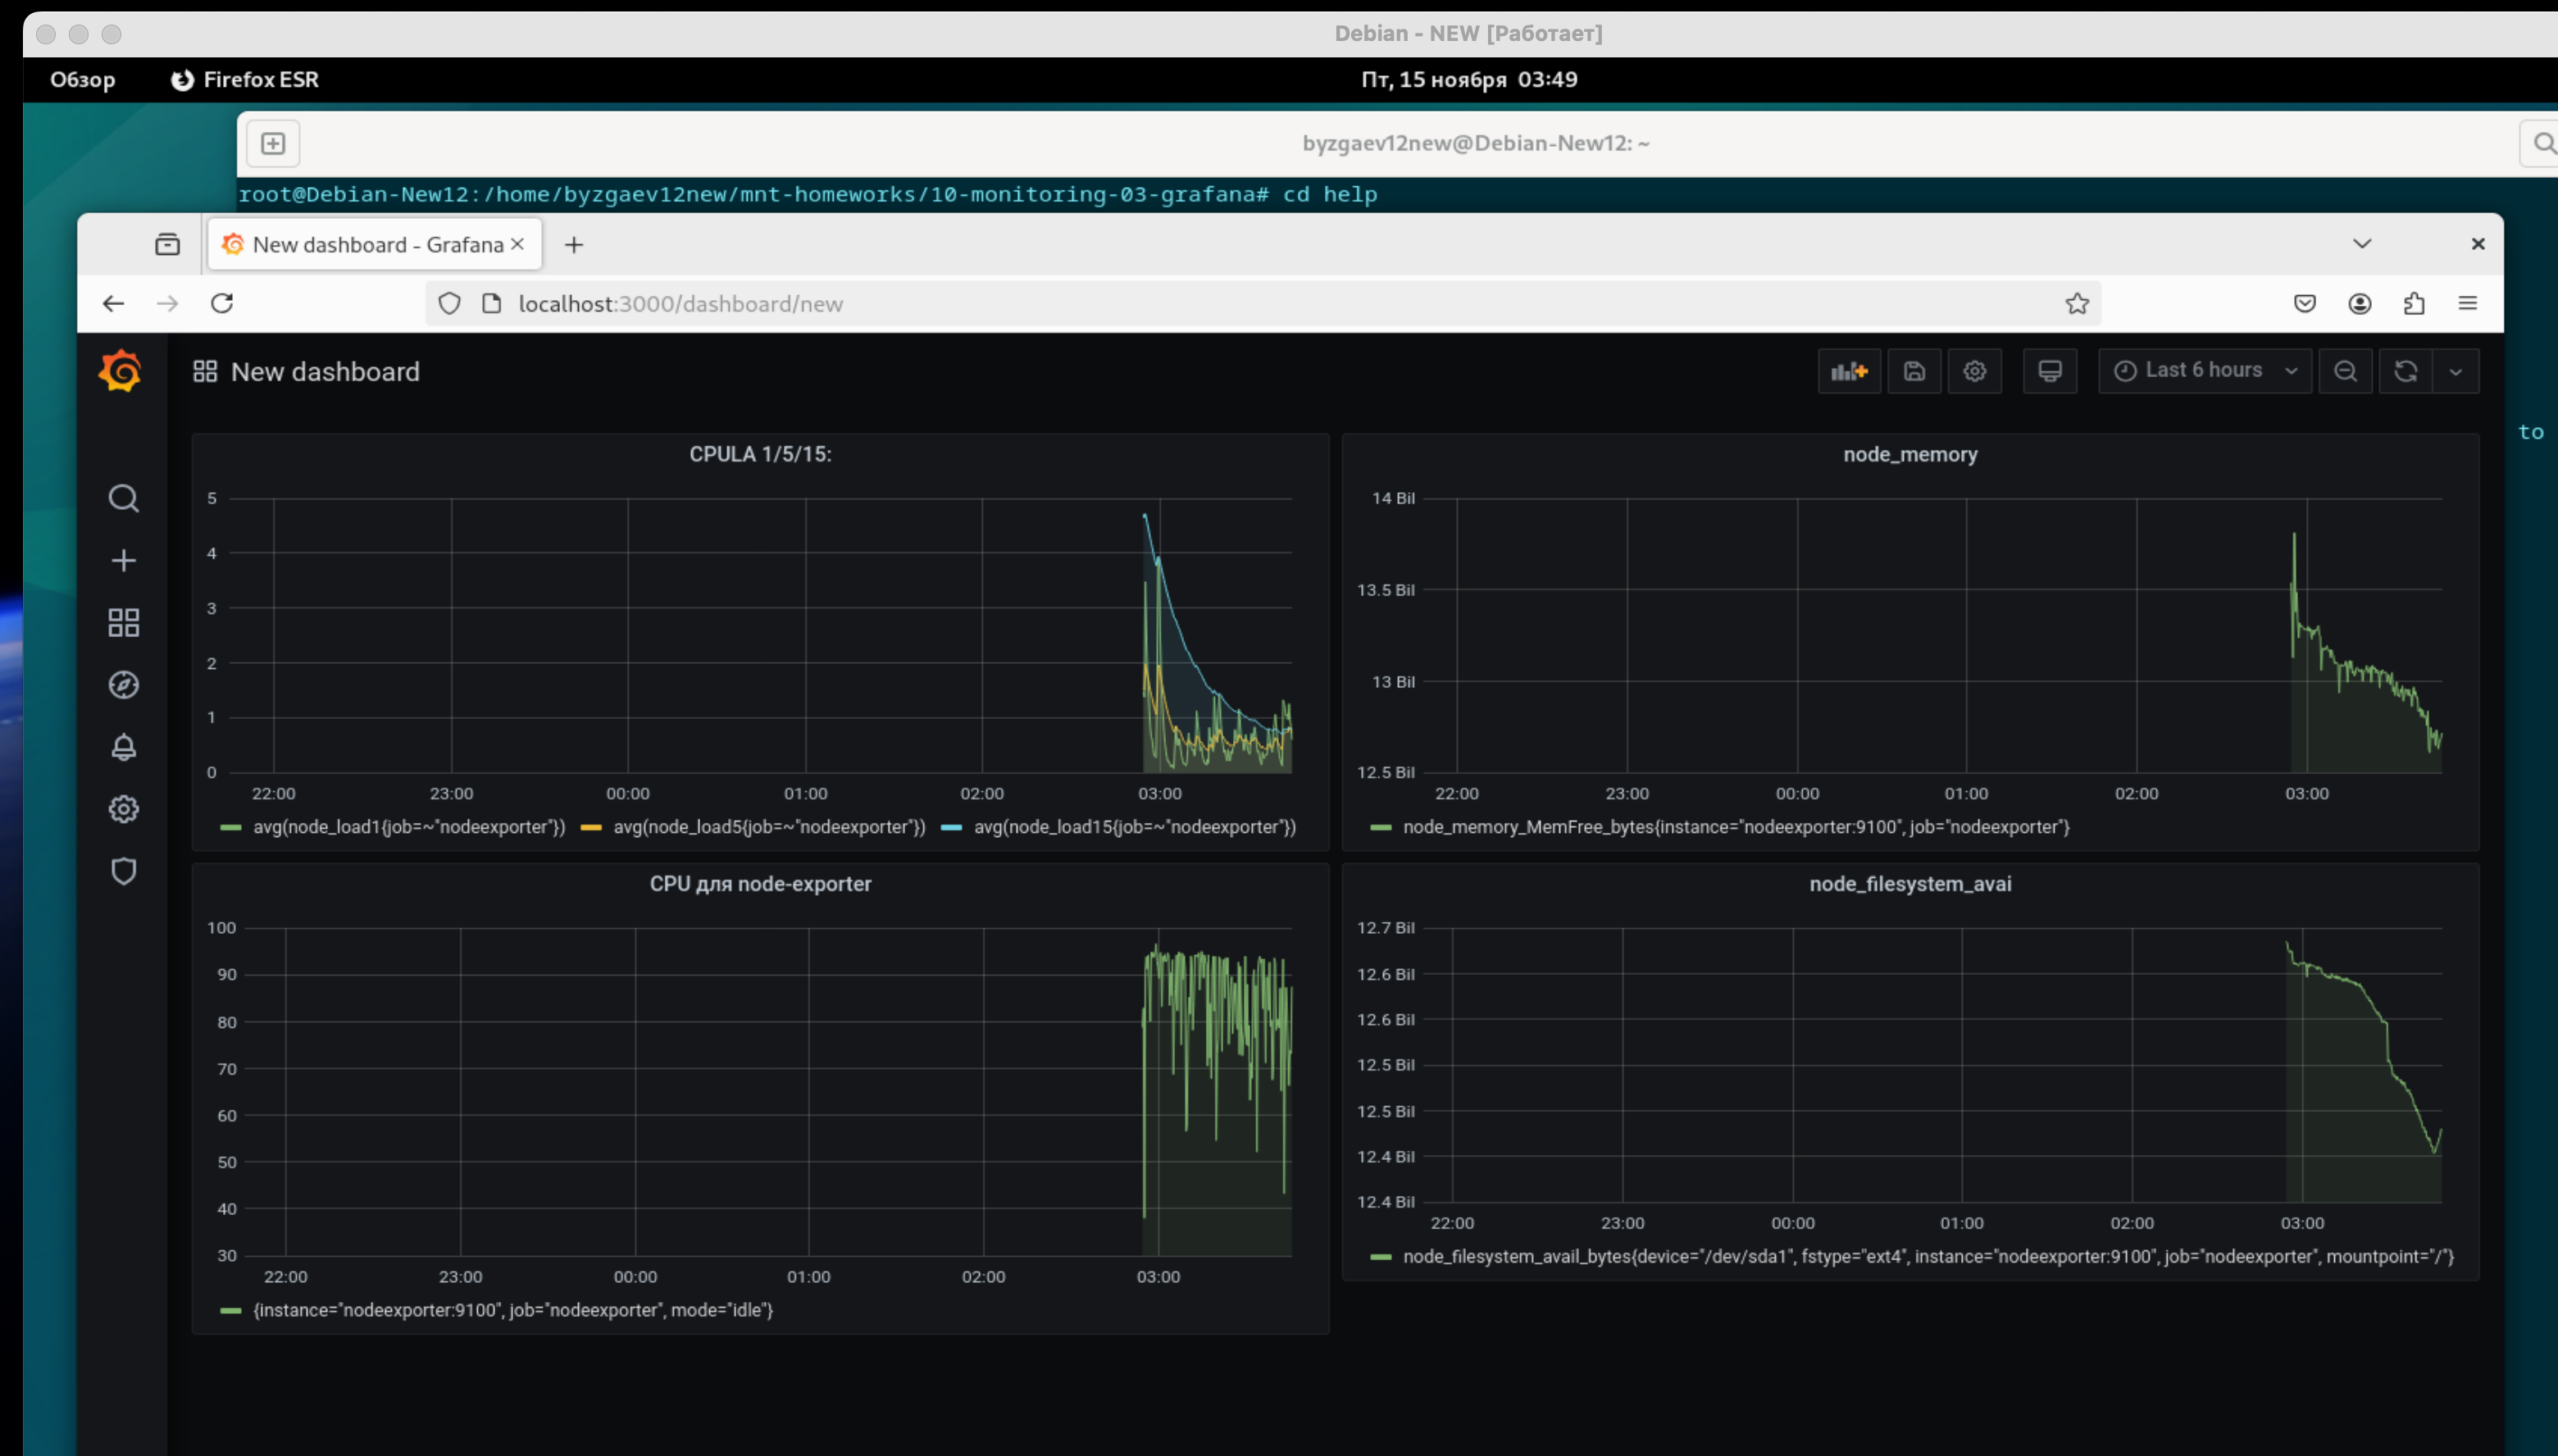 Debian - NEW [Работает]
Обзор Firefox ESR Пт, 15 ноября 03:49
byzgaev12new@Debian-New12: ~
root@Debian-New12:/home/byzgaev12new/mnt-homeworks/10-monitoring-03-grafana# cd help
New dashboard - Grafana
localhost:3000/dashboard/new
New dashboard Last 6 hours
to
CPULA 1/5/15:
5
4
3
2
1
0
22:00 23:00 00:00 01:00 02:00 03:00
avg(node_load1{job=~"nodeexporter"}) avg(node_load5{job=~"nodeexporter"}) avg(node_load15{job=~"nodeexporter"})
node_memory
14 Bil
13.5 Bil
13 Bil
12.5 Bil
22:00 23:00 00:00 01:00 02:00 03:00
node_memory_MemFree_bytes{instance="nodeexporter:9100", job="nodeexporter"}
CPU для node-exporter
100
90
80
70
60
50
40
30
22:00 23:00 00:00 01:00 02:00 03:00
{instance="nodeexporter:9100", job="nodeexporter", mode="idle"}
node_filesystem_avai
12.7 Bil
12.6 Bil
12.6 Bil
12.5 Bil
12.5 Bil
12.4 Bil
12.4 Bil
22:00 23:00 00:00 01:00 02:00 03:00
node_filesystem_avail_bytes{device="/dev/sda1", fstype="ext4", instance="nodeexporter:9100", job="nodeexporter", mountpoint="/"}